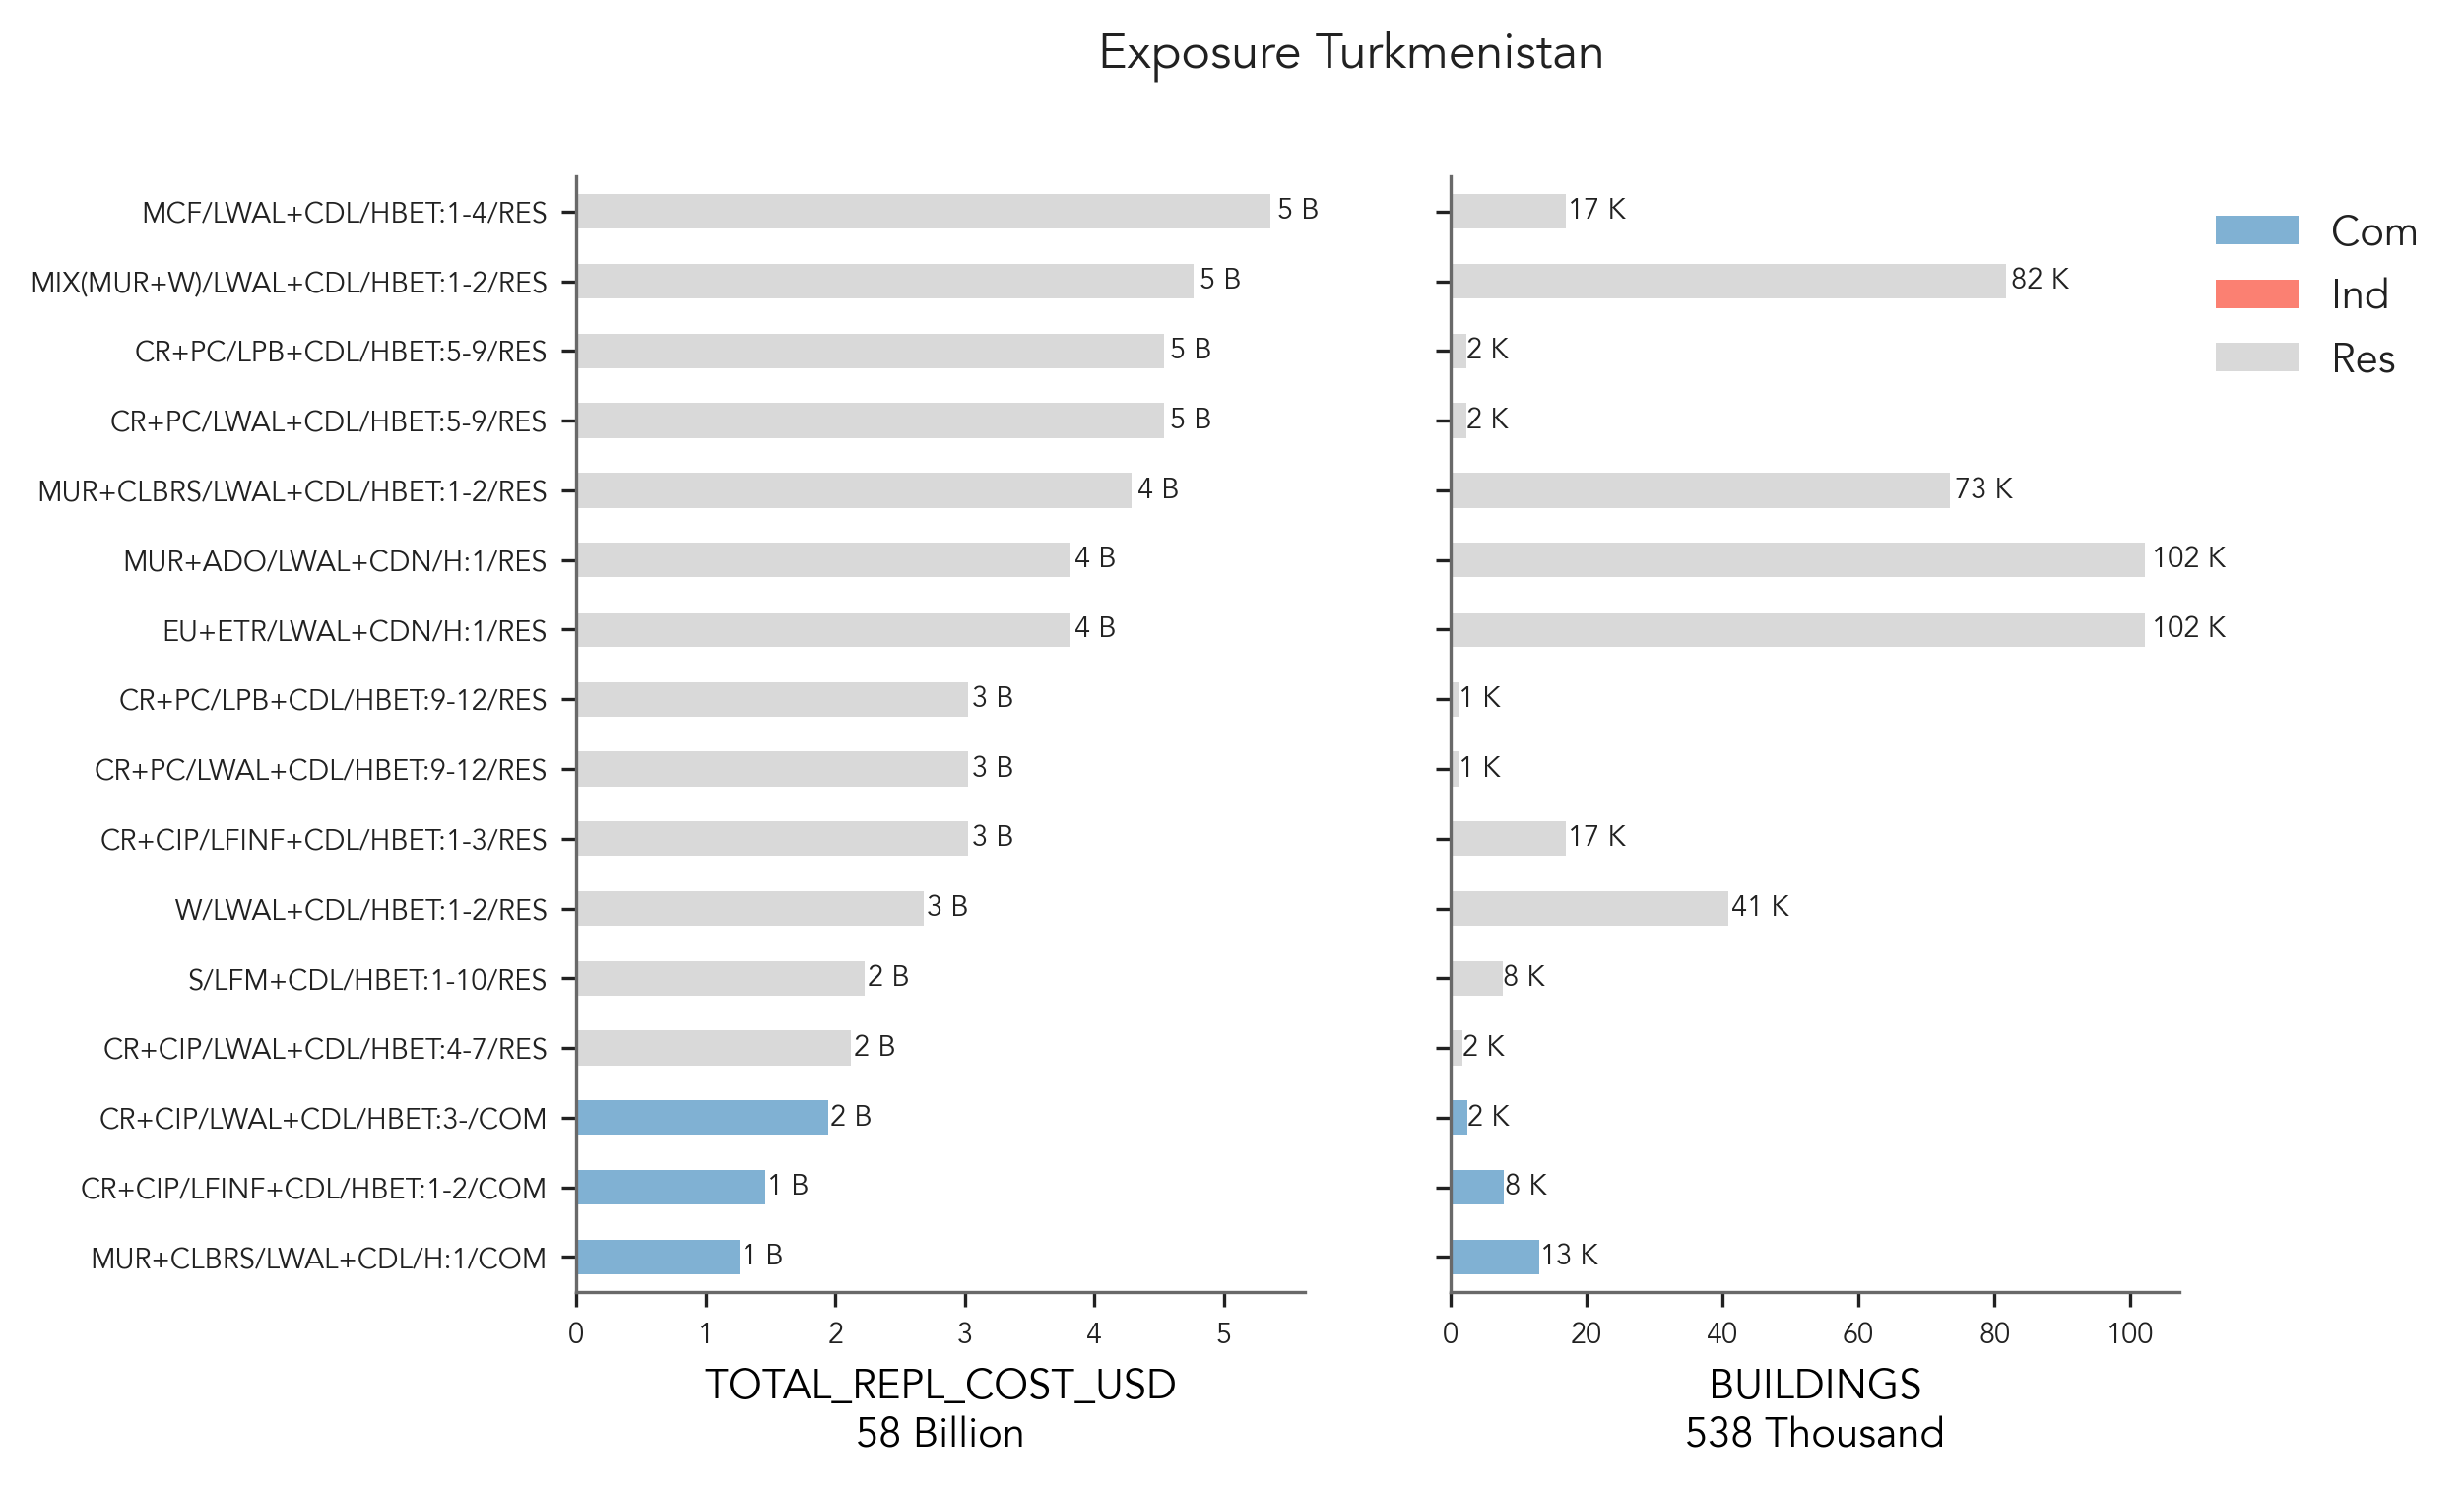 Exposure Turkmenistan
MCF/LWAL+CDL/HBET:1-4/RES 5 B 17 K
MIX(MUR+W)/LWAL+CDL/HBET:1-2/RES 5 B 82 K
CR+PC/LPB+CDL/HBET:5-9/RES 5 B 2 K
CR+PC/LWAL+CDL/HBET:5-9/RES 5 B 2 K
MUR+CLBRS/LWAL+CDL/HBET:1-2/RES 4 B 73 K
MUR+ADO/LWAL+CDN/H:1/RES 4 B 102 K
EU+ETR/LWAL+CDN/H:1/RES 4 B 102 K
CR+PC/LPB+CDL/HBET:9-12/RES 3 B 1 K
CR+PC/LWAL+CDL/HBET:9-12/RES 3 B 1 K
CR+CIP/LFINF+CDL/HBET:1-3/RES 3 B 17 K
W/LWAL+CDL/HBET:1-2/RES 3 B 41 K
S/LFM+CDL/HBET:1-10/RES 2 B 8 K
CR+CIP/LWAL+CDL/HBET:4-7/RES 2 B 2 K
CR+CIP/LWAL+CDL/HBET:3-/COM 2 B 2 K
CR+CIP/LFINF+CDL/HBET:1-2/COM 1 B 8 K
MUR+CLBRS/LWAL+CDL/H:1/COM 1 B 13 K
0 1 2 3 4 5
TOTAL_REPL_COST_USD
58 Billion
0 20 40 60 80 100
BUILDINGS
538 Thousand
Com
Ind
Res